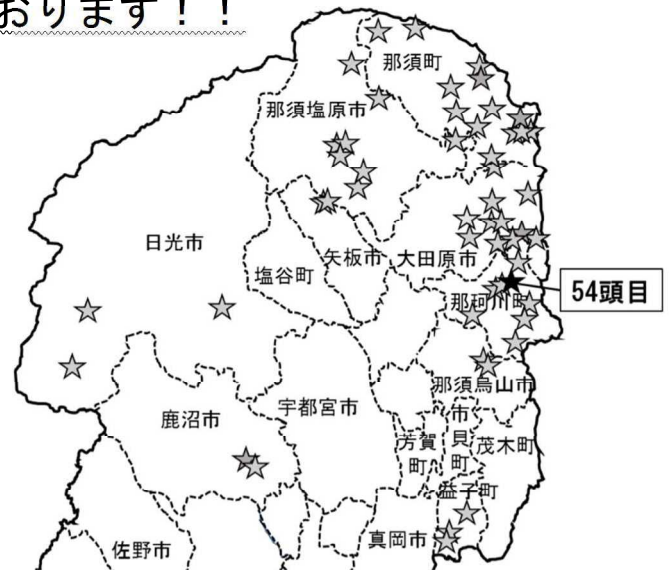 おります！！
那須町
那須塩原市
日光市
矢板市
大田原市
塩谷町
54頭目
那珂川町
那須烏山市
宇都宮市
鹿沼市
市貝町
芳賀町
茂木町
益子町
真岡市
佐野市